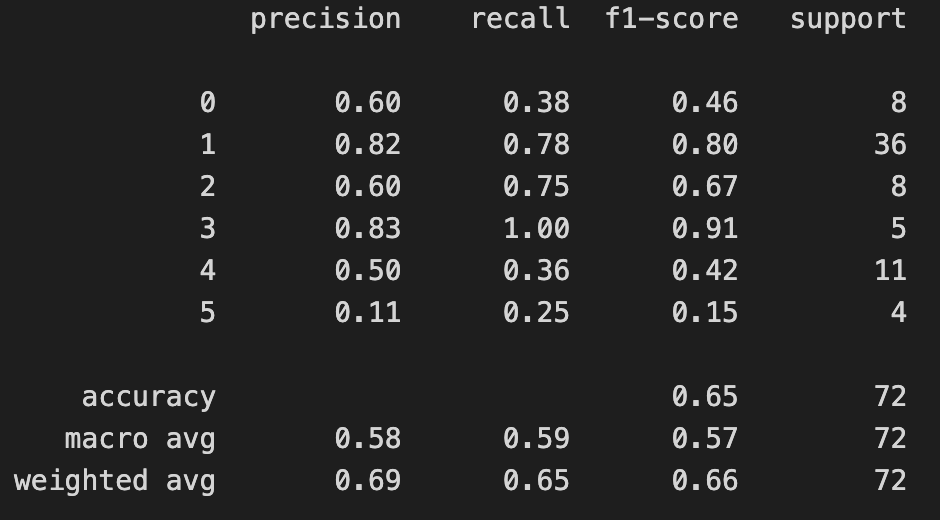 precision recall f1-score support
0 0.60 0.38 0.46 8
1 0.82 0.78 0.80 36
2 0.60 0.75 0.67 8
3 0.83 1.00 0.91 5
4 0.50 0.36 0.42 11
5 0.11 0.25 0.15 4
accuracy 0.65 72
macro avg 0.58 0.59 0.57 72
weighted avg 0.69 0.65 0.66 72